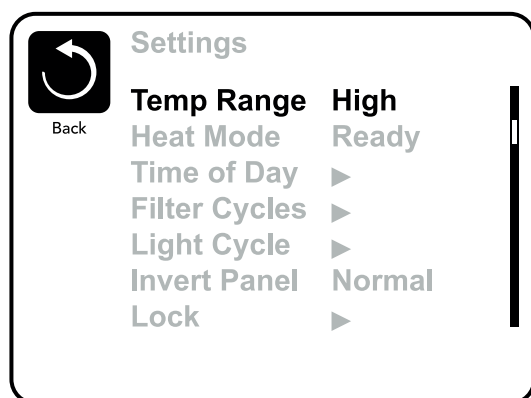 Settings
Back
Temp Range High
Heat Mode Ready
Time of Day ▶
Filter Cycles ▶
Light Cycle ▶
Invert Panel Normal
Lock ▶